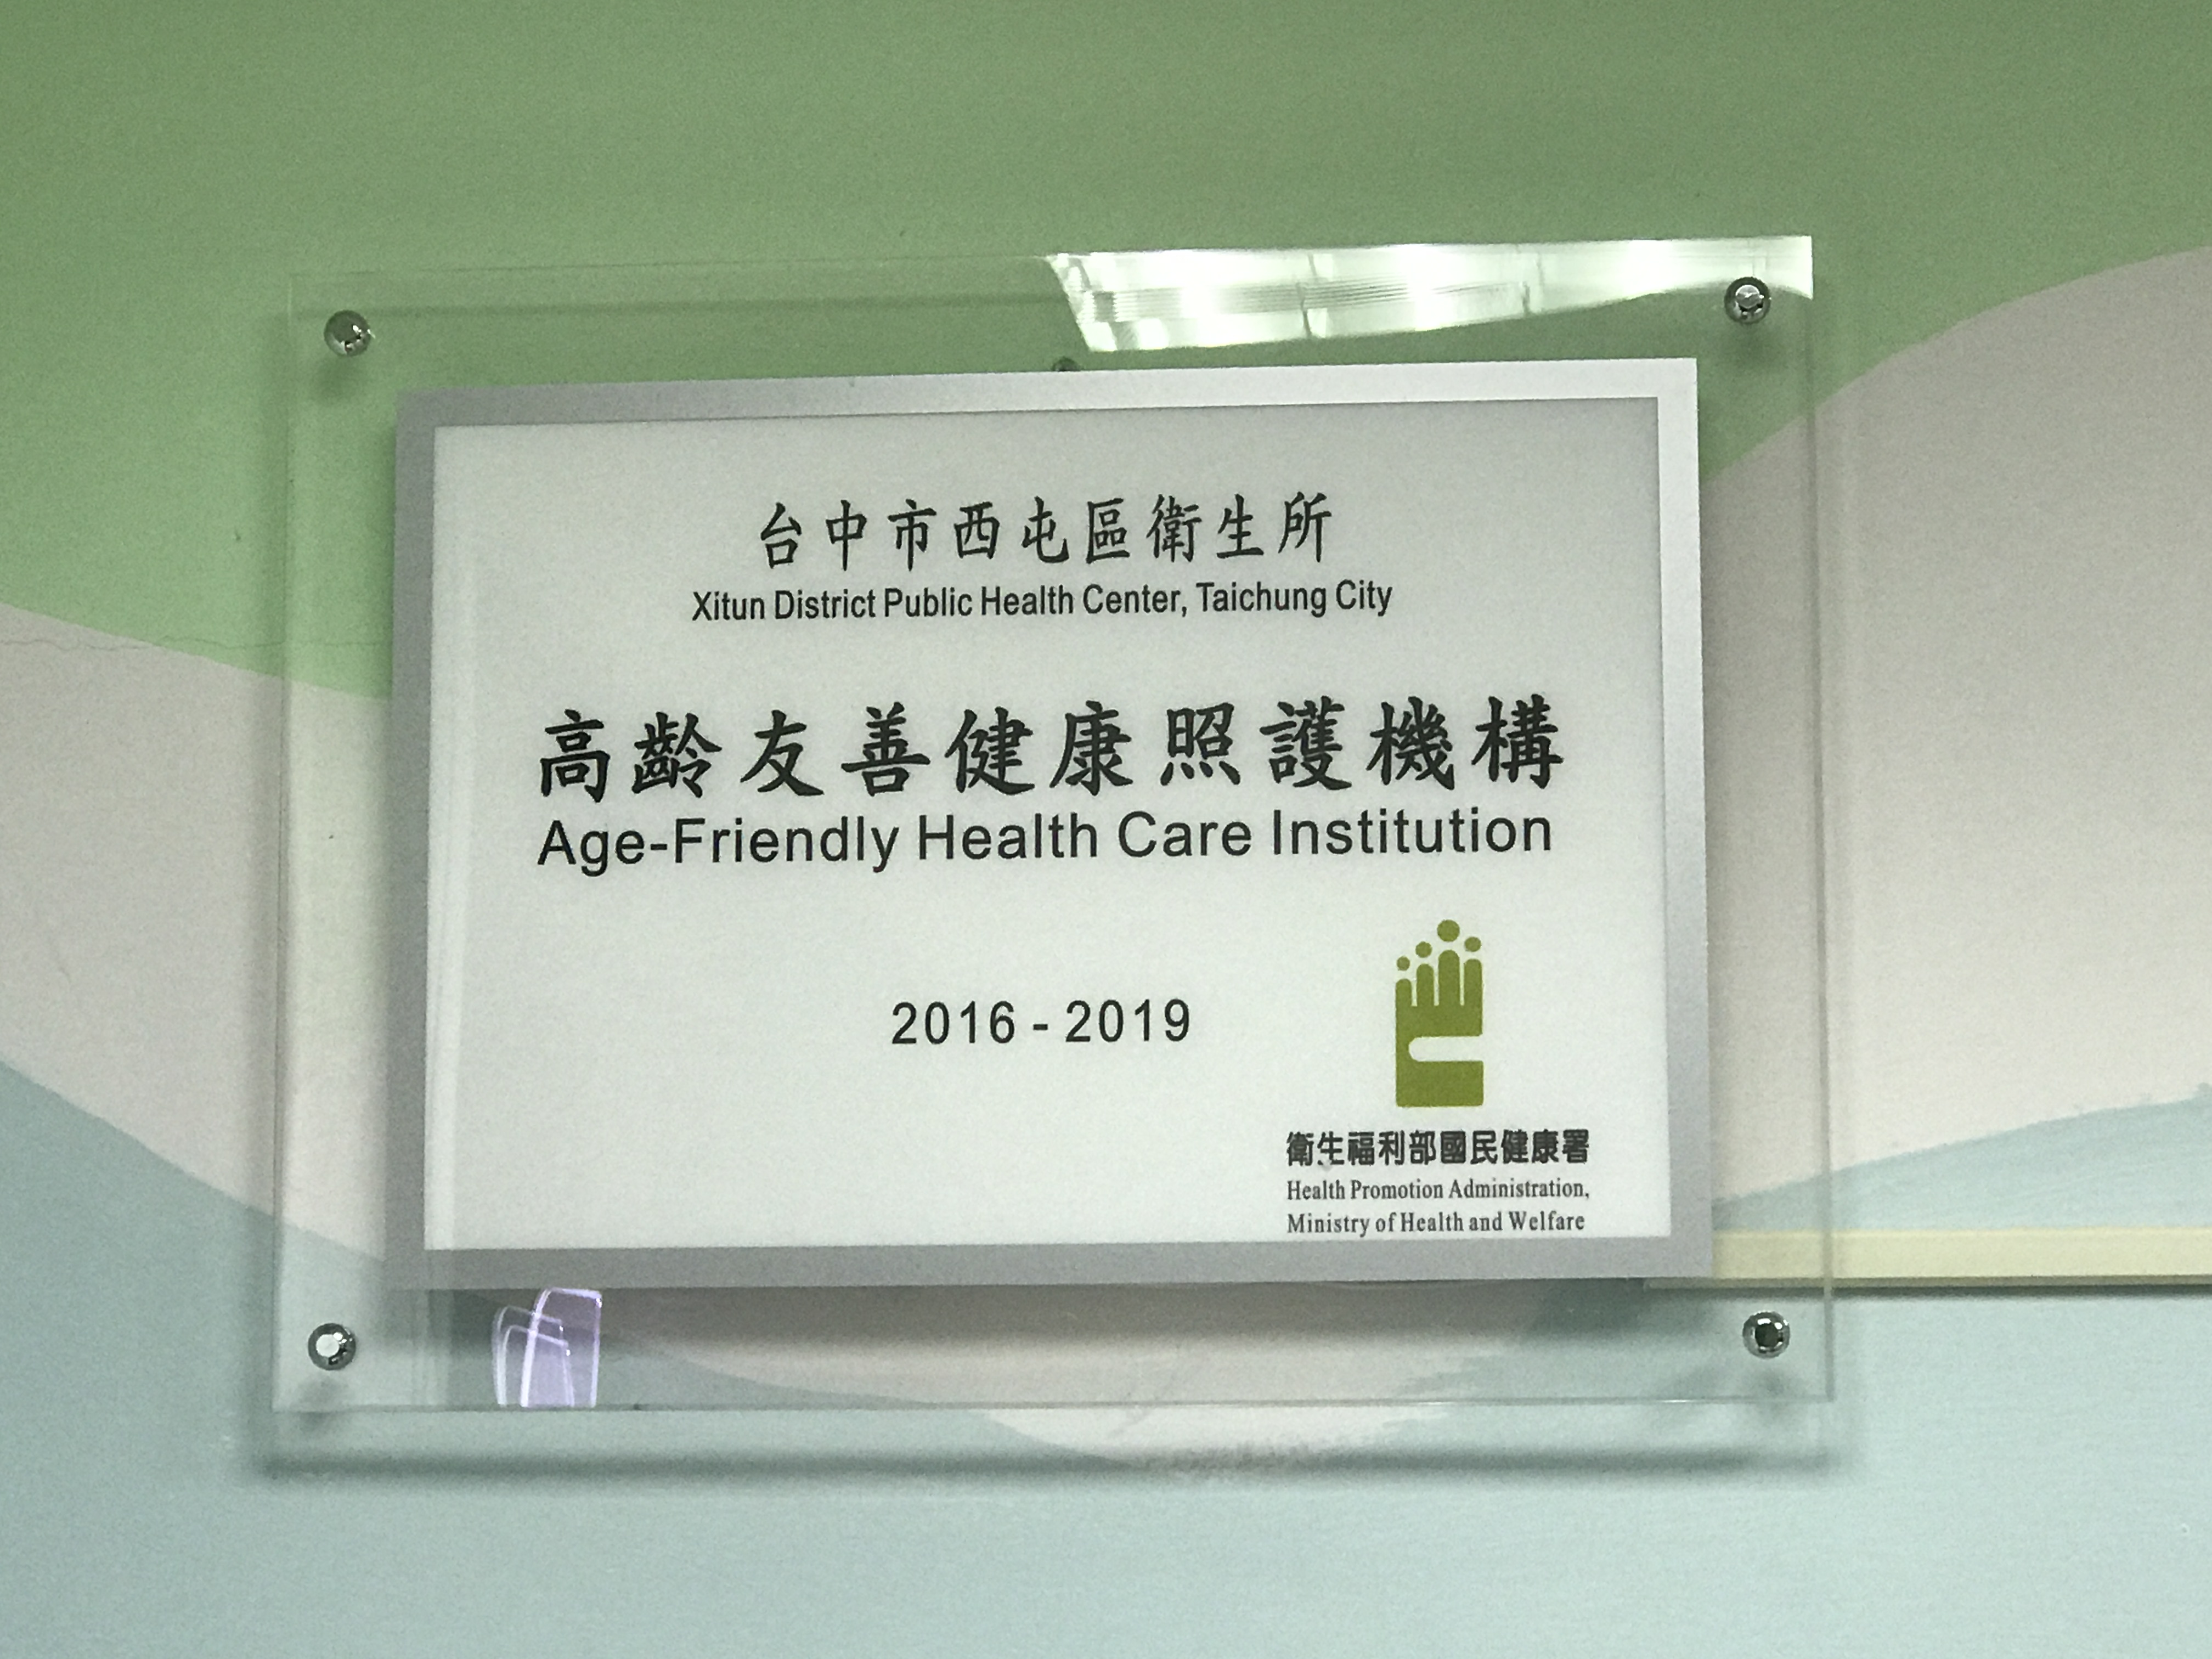 台中市西屯區衛生所
Xitun District Public Health Center, Taichung City
高齡友善健康照護機構
Age-Friendly Health Care Institution
2016 - 2019
衛生福利部國民健康署
Health Promotion Administration,
Ministry of Health and Welfare